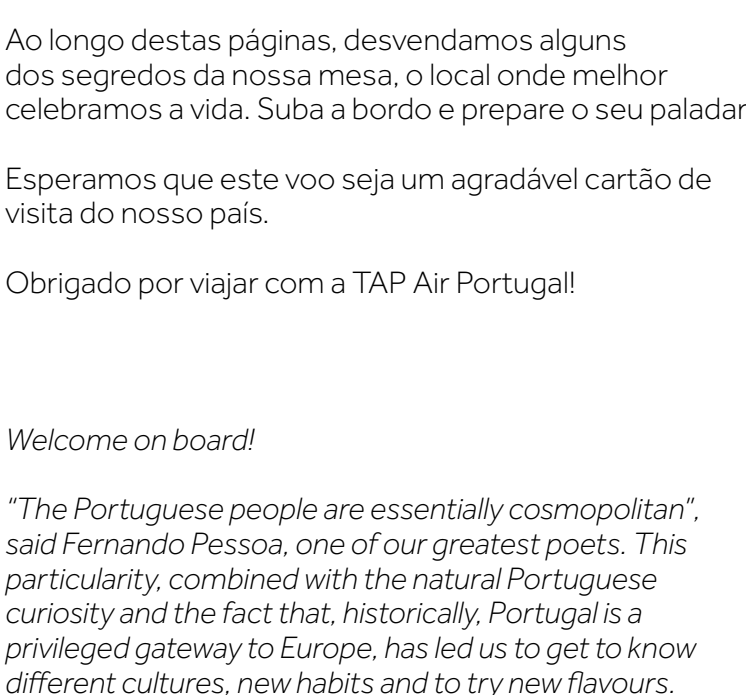 Ao longo destas páginas, desvendamos alguns
dos segredos da nossa mesa, o local onde melhor
celebramos a vida. Suba a bordo e prepare o seu paladar
Esperamos que este voo seja um agradável cartão de
visita do nosso país.
Obrigado por viajar com a TAP Air Portugal!
Welcome on board!
"The Portuguese people are essentially cosmopolitan",
said Fernando Pessoa, one of our greatest poets. This
particularity, combined with the natural Portuguese
curiosity and the fact that, historically, Portugal is a
privileged gateway to Europe, has led us to get to know
different cultures, new habits and to try new flavours.